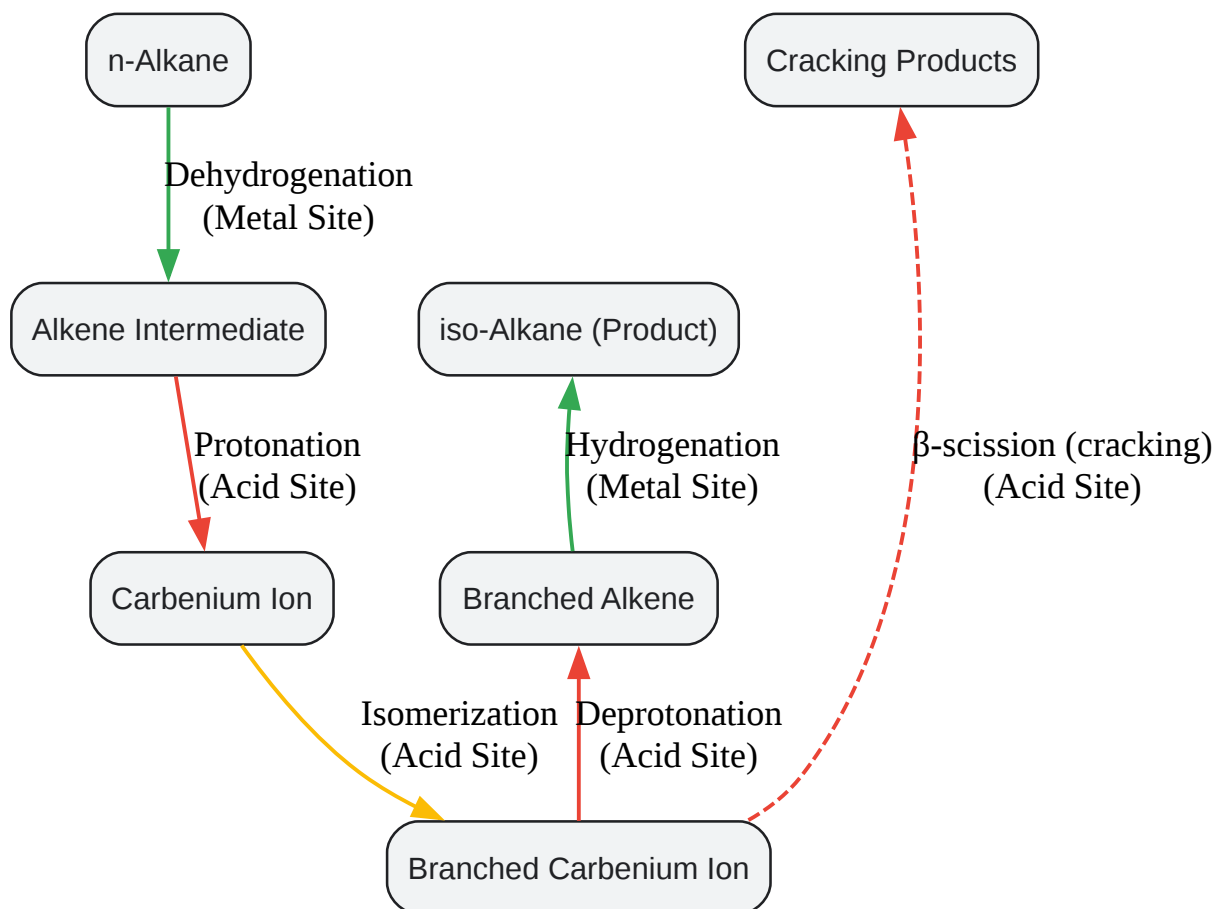 n-Alkane
Cracking Products
Dehydrogenation
(Metal Site)
Alkene Intermediate
iso-Alkane (Product)
Protonation
(Acid Site)
Hydrogenation
(Metal Site)
β-scission (cracking)
(Acid Site)
Carbenium Ion
Branched Alkene
Isomerization
(Acid Site)
Deprotonation
(Acid Site)
Branched Carbenium Ion